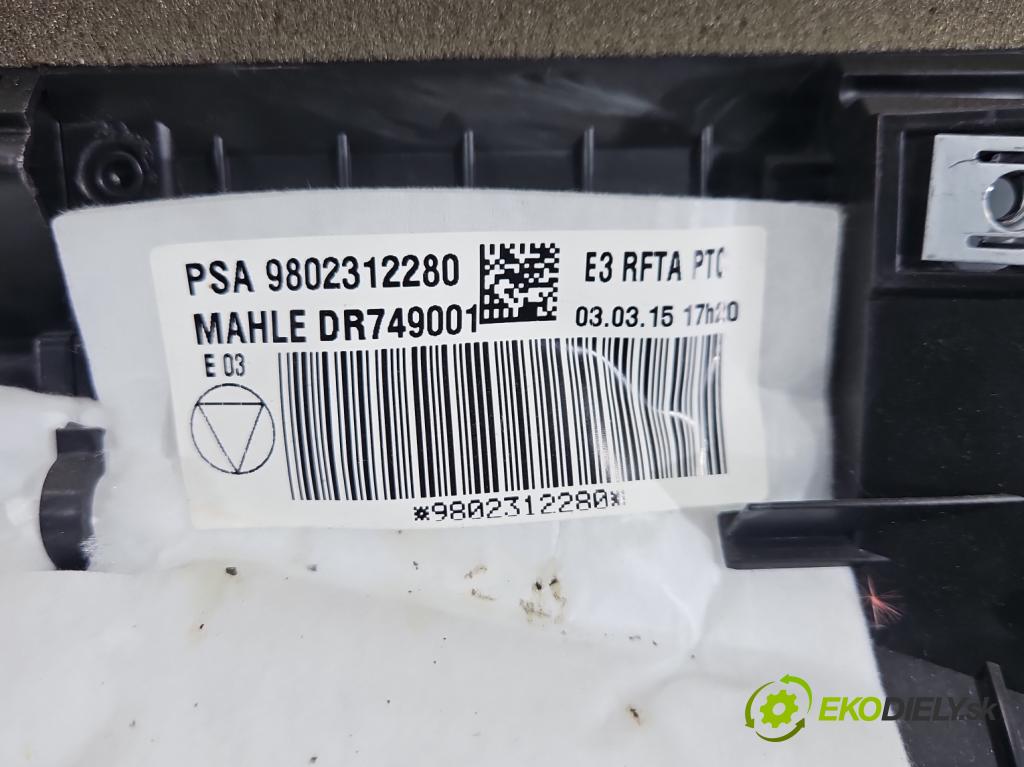 PSA 9802312280
E3 RFTA PTC
MAHLE DR749001
03.03.15
E 03
*9802312280*
EKODIELY.sk